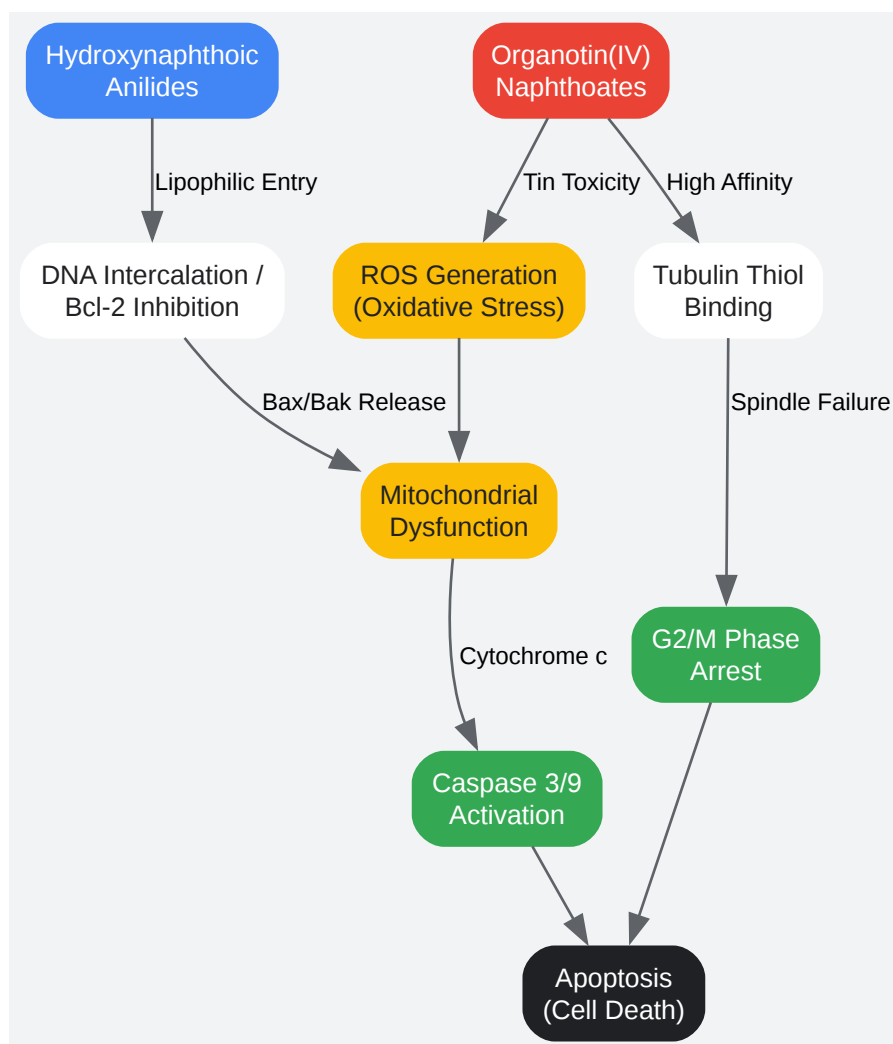 Hydroxynaphthoic
Anilides
Organotin(IV)
Naphthoates
Lipophilic Entry
Tin Toxicity
High Affinity
DNA Intercalation /
Bcl-2 Inhibition
ROS Generation
(Oxidative Stress)
Tubulin Thiol
Binding
Bax/Bak Release
Spindle Failure
Mitochondrial
Dysfunction
Cytochrome c
G2/M Phase
Arrest
Caspase 3/9
Activation
Apoptosis
(Cell Death)